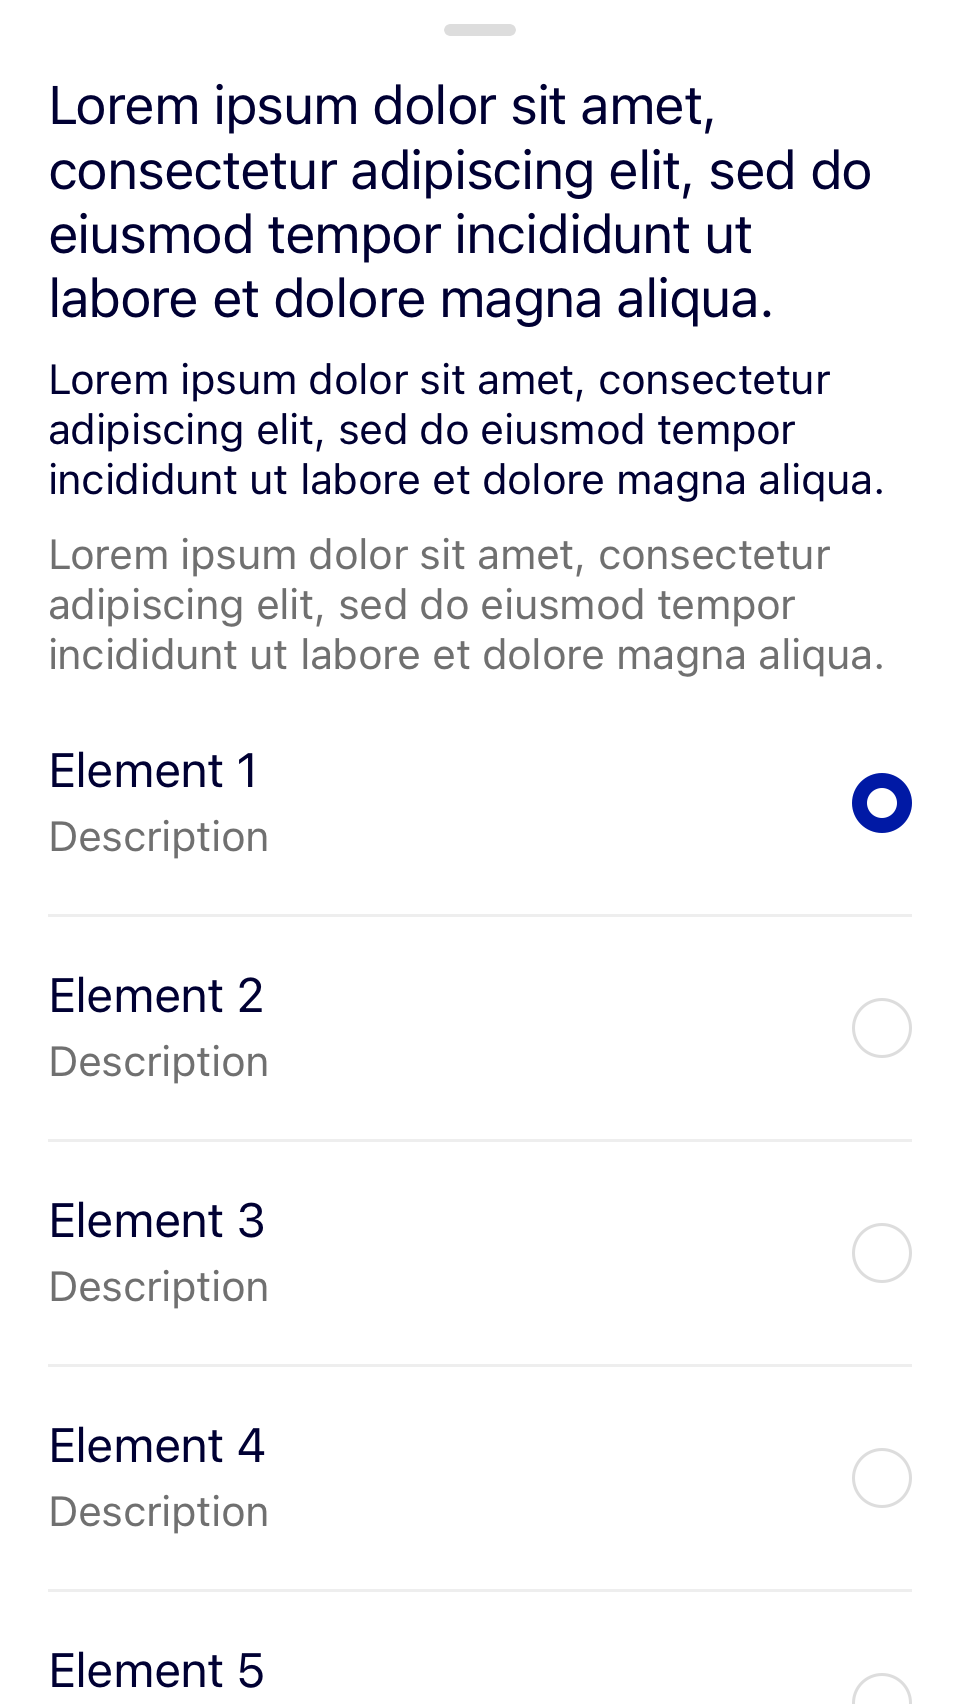 Lorem ipsum dolor sit amet,
consectetur adipiscing elit, sed do
eiusmod tempor incididunt ut
labore et dolore magna aliqua.
Lorem ipsum dolor sit amet, consectetur
adipiscing elit, sed do eiusmod tempor
incididunt ut labore et dolore magna aliqua.
Lorem ipsum dolor sit amet, consectetur
adipiscing elit, sed do eiusmod tempor
incididunt ut labore et dolore magna aliqua.
Element 1
Description
Element 2
Description
Element 3
Description
Element 4
Description
Element 5